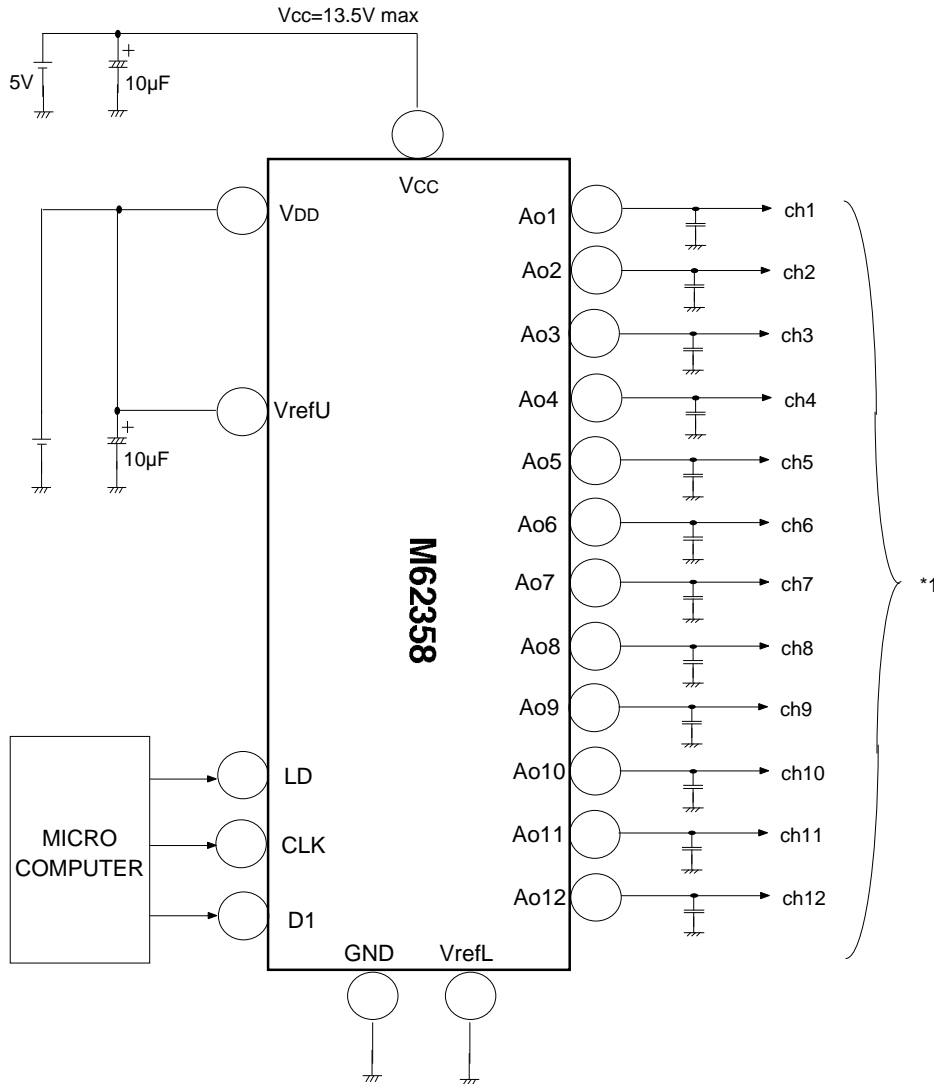 Vcc=13.5V max
5V
10µF
VCC
VDD
VrefU
10µF
M62358
MICRO
COMPUTER
LD
CLK
D1
GND
VrefL
Ao1
ch1
Ao2
ch2
Ao3
ch3
Ao4
ch4
Ao5
ch5
Ao6
ch6
Ao7
ch7
Ao8
ch8
Ao9
ch9
Ao10
ch10
Ao11
ch11
Ao12
ch12
*1
+
+